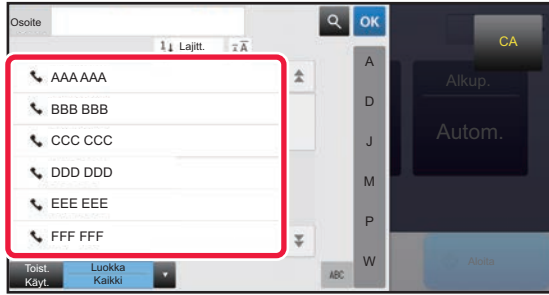 Osoite
OK
CA
Lajitt.
A
AAA AAA
BBB BBB
CCC CCC
DDD DDD
EEE EEE
FFF FFF
A
D
J
M
P
W
Alkup.
Autom.
Toist.
Käyt.
Luokka
Kaikki
ABC
Aloita